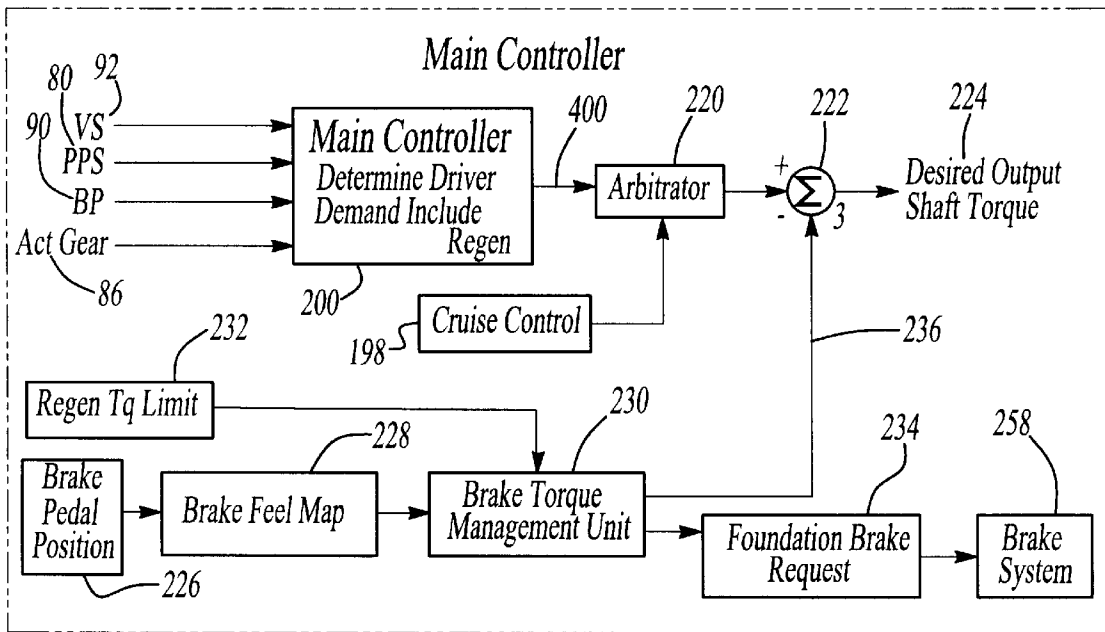 Main Controller
92
80
VS
90
PPS
BP
Act Gear
86
Main Controller
Determine Driver
Demand Include
Regen
200
400
220
Arbitrator
222
+
-
Σ
3
224
Desired Output
Shaft Torque
Cruise Control
198
236
232
Regen Tq Limit
Brake
Pedal
Position
226
228
Brake Feel Map
230
Brake Torque
Management Unit
234
Foundation Brake
Request
258
Brake
System